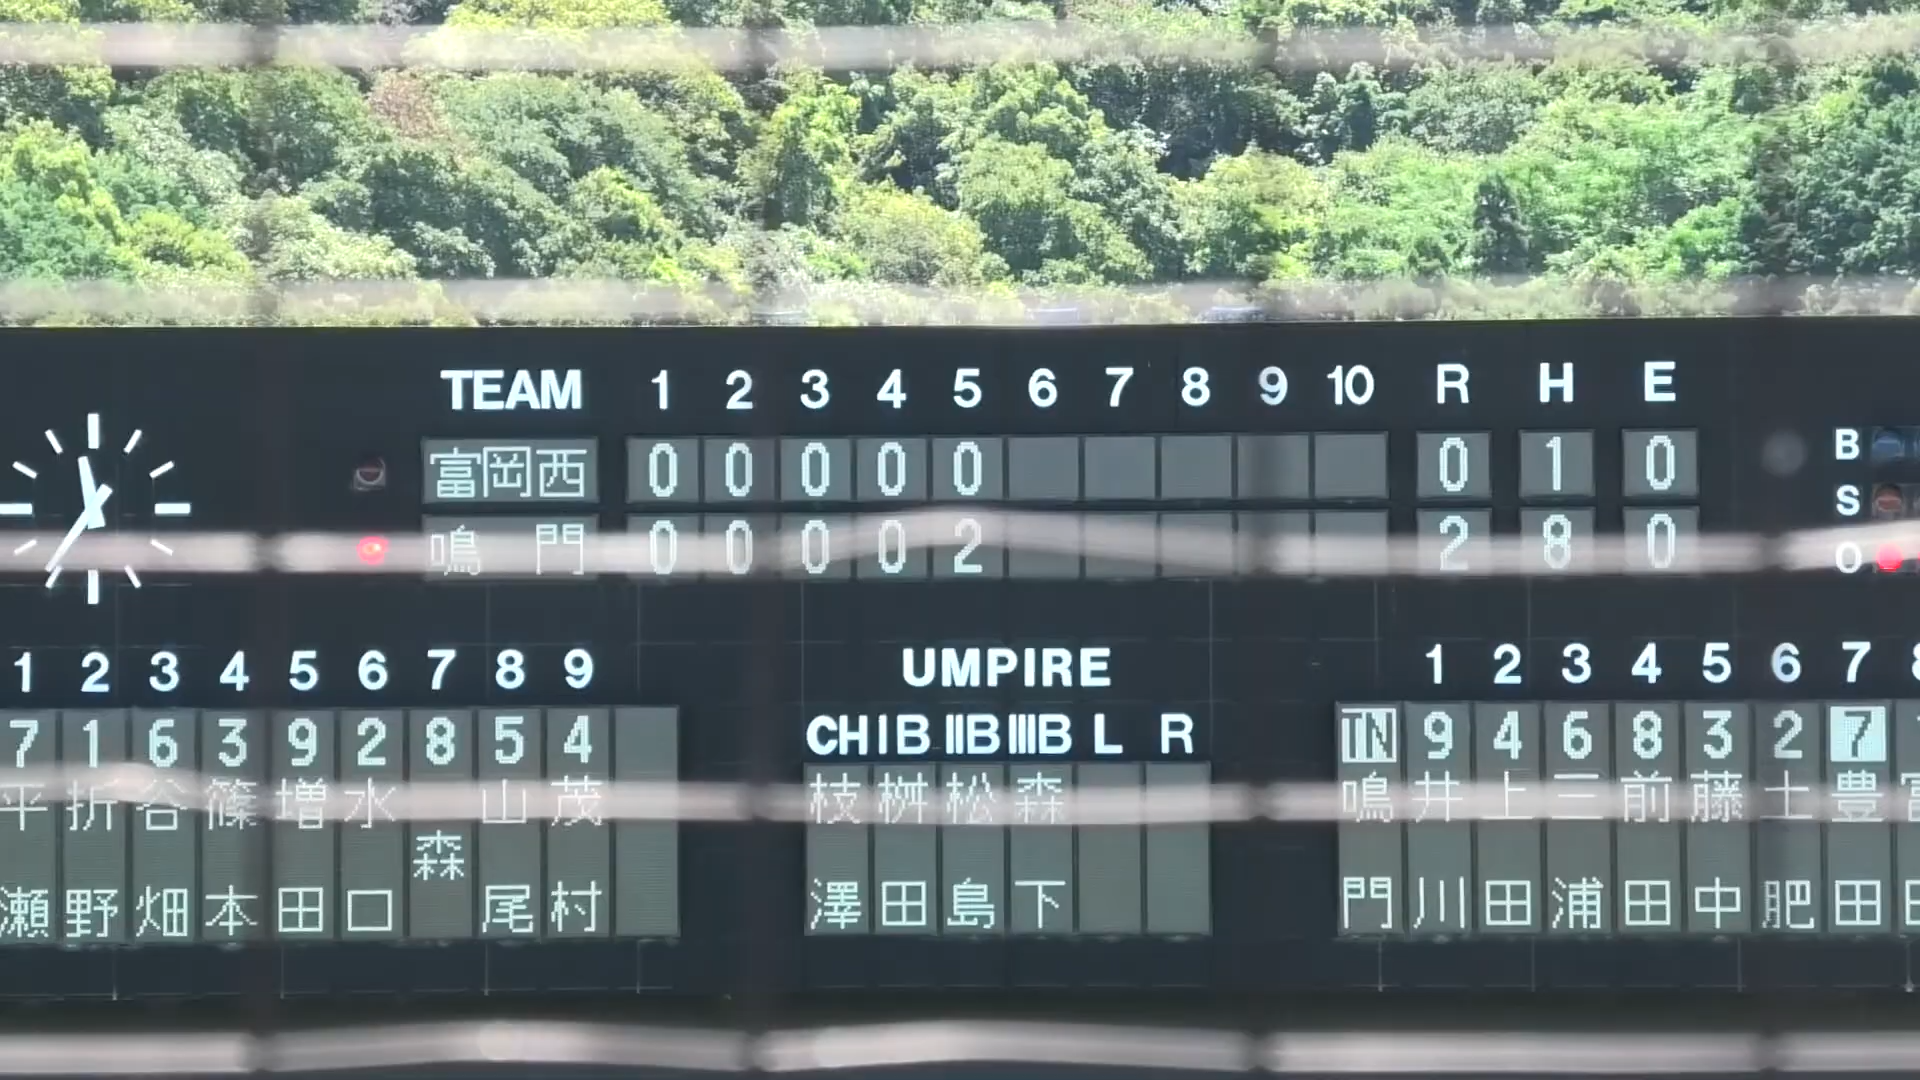 TEAM 1 2 3 4 5 6 7 8 9 10 R H E
富岡西 0 0 0 0 0 0 1 0 B
S
鳴門 0 0 0 0 2 2 8 0 O
1 2 3 4 5 6 7 8 9 UMPIRE 1 2 3 4 5 6 7 8
7 1 6 3 9 2 8 5 4 CH IB IIB IIIB L R IN 9 4 6 8 3 2 7
平瀬 折野 谷畑 篠本 増田 水口 森 山尾 茂村 枝澤 桝田 松島 森下 鳴門 井川 上田 三浦 前田 藤中 土肥 豊田